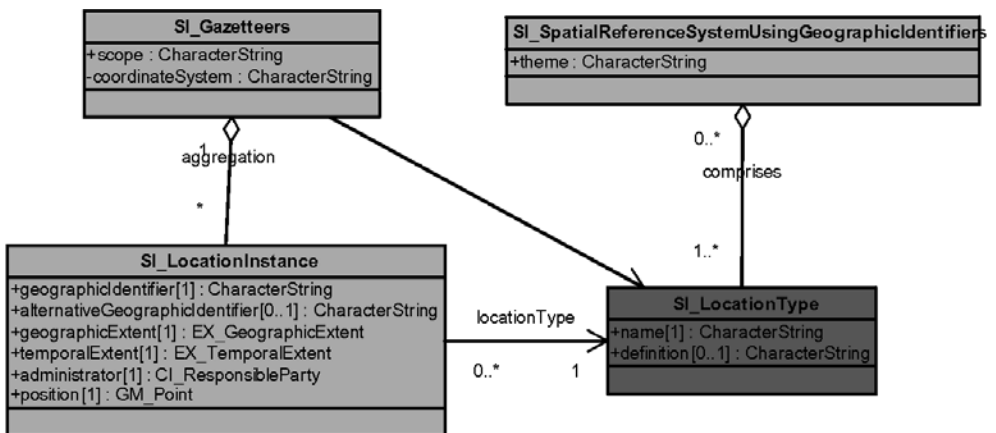 SI_Gazetteers
+scope : CharacterString
-coordinateSystem : CharacterString
SI_SpatialReferenceSystemUsingGeographicIdentifiers
+theme : CharacterString
1
aggregation
*
0..*
comprises
1..*
SI_LocationInstance
+geographicIdentifier[1] : CharacterString
+alternativeGeographicIdentifier[0..1] : CharacterString
+geographicExtent[1] : EX_GeographicExtent
+temporalExtent[1] : EX_TemporalExtent
+administrator[1] : CI_ResponsibleParty
+position[1] : GM_Point
locationType
0..*
1
SI_LocationType
+name[1] : CharacterString
+definition[0..1] : CharacterString